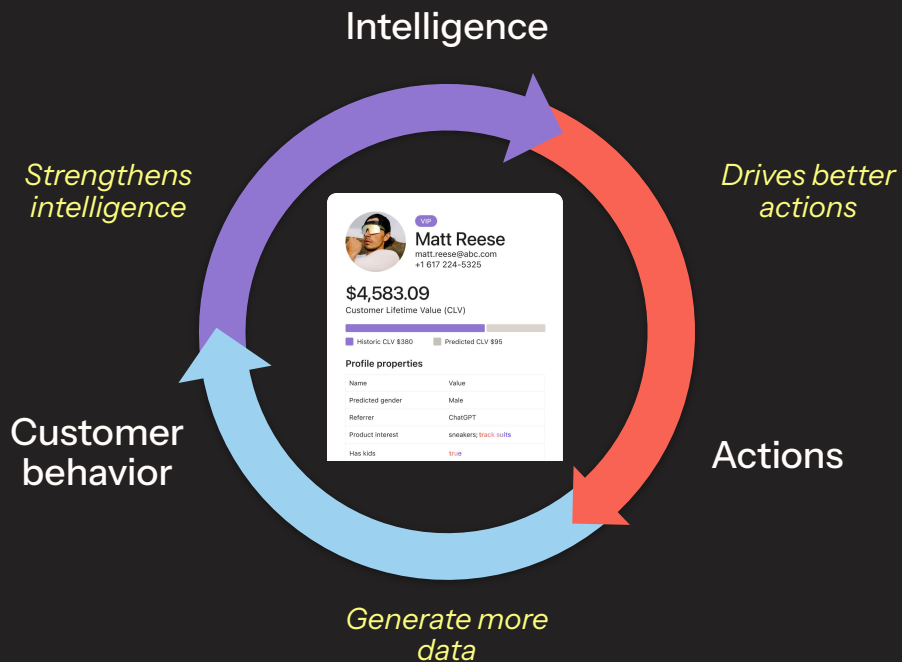 Intelligence
Strengthens
intelligence
Drives better
actions
VIP
Matt Reese
matt.reese@abc.com
+1 617 224-5325
$4,583.09
Customer Lifetime Value (CLV)
Historic CLV $380 Predicted CLV $95
Profile properties
Name Value
Predicted gender Male
Referrer ChatGPT
Product interest sneakers; track suits
Has kids true
Customer
behavior
Actions
Generate more
data